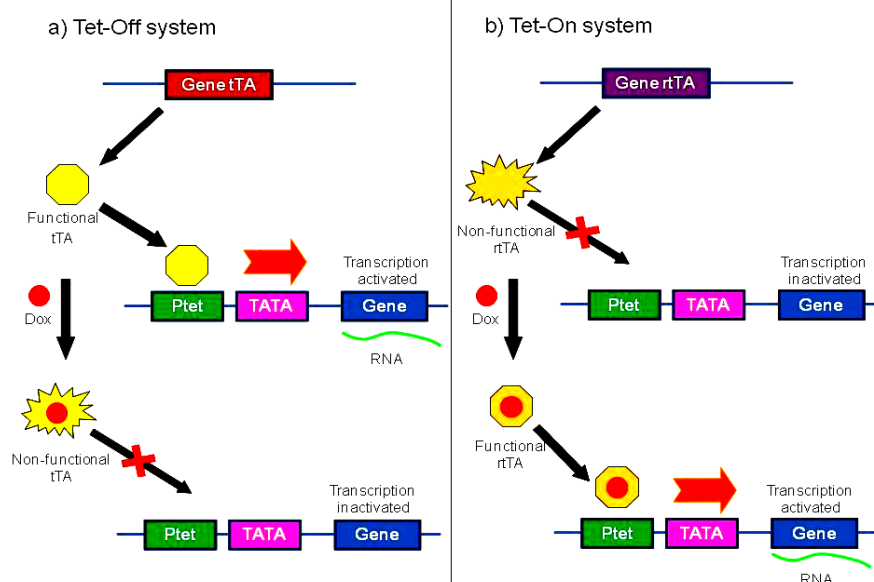 a) Tet-Off system
Gene tTA
Functional
tTA
Transcription
activated
Ptet
TATA
Gene
RNA
Dox
Non-functional
tTA
Transcription
inactivated
Ptet
TATA
Gene
b) Tet-On system
Gene rtTA
Non-functional
rtTA
Transcription
inactivated
Ptet
TATA
Gene
Dox
Functional
rtTA
Transcription
activated
Ptet
TATA
Gene
RNA